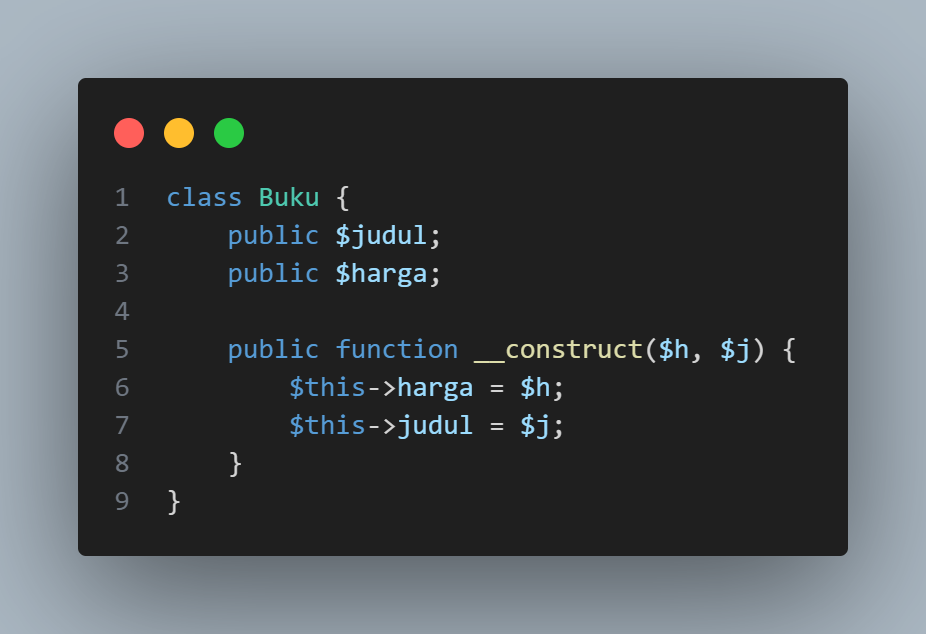 1 class Buku {
2     public $judul;
3     public $harga;
4
5     public function __construct($h, $j) {
6         $this->harga = $h;
7         $this->judul = $j;
8     }
9 }